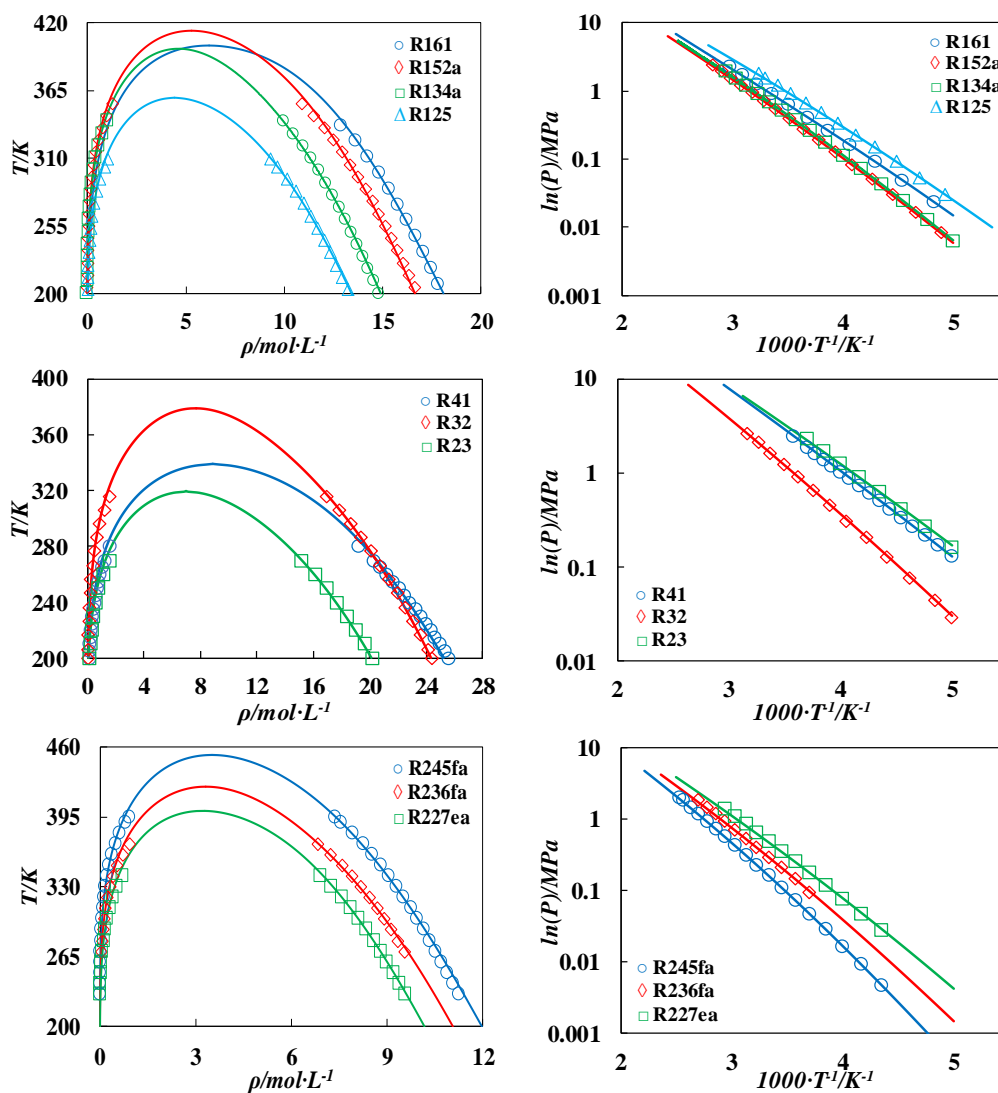 420
365
310
255
200
T/K
R161
R152a
R134a
R125
0
5
10
15
20
ρ/mol·L-1
10
1
0.1
0.01
0.001
ln(P)/MPa
R161
R152a
R134a
R125
2
3
4
5
1000·T-1/K-1
400
360
320
280
240
200
T/K
R41
R32
R23
0
4
8
12
16
20
24
28
ρ/mol·L-1
10
1
0.1
0.01
ln(P)/MPa
R41
R32
R23
2
3
4
5
1000·T-1/K-1
460
395
330
265
200
T/K
R245fa
R236fa
R227ea
0
3
6
9
12
ρ/mol·L-1
10
1
0.1
0.01
0.001
ln(P)/MPa
R245fa
R236fa
R227ea
2
3
4
5
1000·T-1/K-1